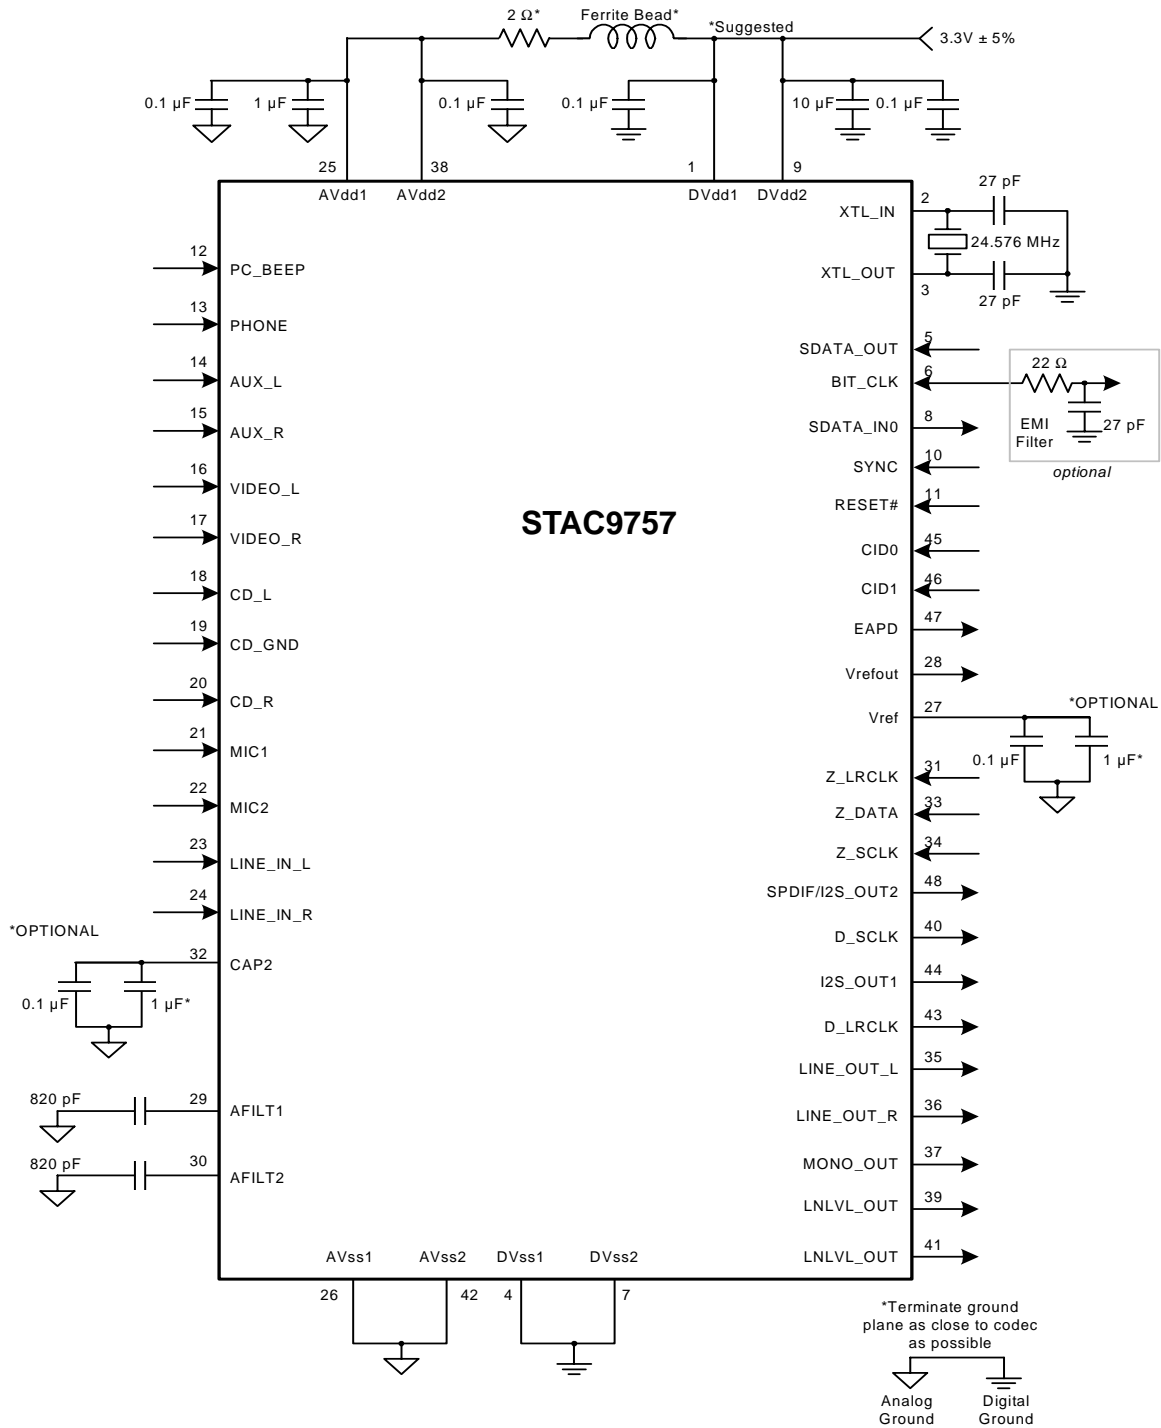 2 Ω*
Ferrite Bead*
*Suggested
3.3V ± 5%
0.1 µF
1 µF
0.1 µF
0.1 µF
10 µF
0.1 µF
25
38
1
9
AVdd1
AVdd2
DVdd1
DVdd2
27 pF
2
XTL_IN
24.576 MHz
XTL_OUT
3
27 pF
12
PC_BEEP
13
PHONE
14
AUX_L
15
AUX_R
16
VIDEO_L
17
VIDEO_R
18
CD_L
19
CD_GND
20
CD_R
21
MIC1
22
MIC2
23
LINE_IN_L
24
LINE_IN_R
*OPTIONAL
32
CAP2
0.1 µF
1 µF*
820 pF
29
AFILT1
820 pF
30
AFILT2
STAC9757
5
SDATA_OUT
6
BIT_CLK
22 Ω
EMI
Filter
27 pF
optional
8
SDATA_IN0
10
SYNC
11
RESET#
45
CID0
46
CID1
47
EAPD
28
Vrefout
27
Vref
*OPTIONAL
0.1 µF
1 µF*
31
Z_LRCLK
33
Z_DATA
34
Z_SCLK
48
SPDIF/I2S_OUT2
40
D_SCLK
44
I2S_OUT1
43
D_LRCLK
35
LINE_OUT_L
36
LINE_OUT_R
37
MONO_OUT
39
LNLVL_OUT
41
LNLVL_OUT
AVss1
AVss2
DVss1
DVss2
26
42
4
7
*Terminate ground
plane as close to codec
as possible
Analog
Ground
Digital
Ground